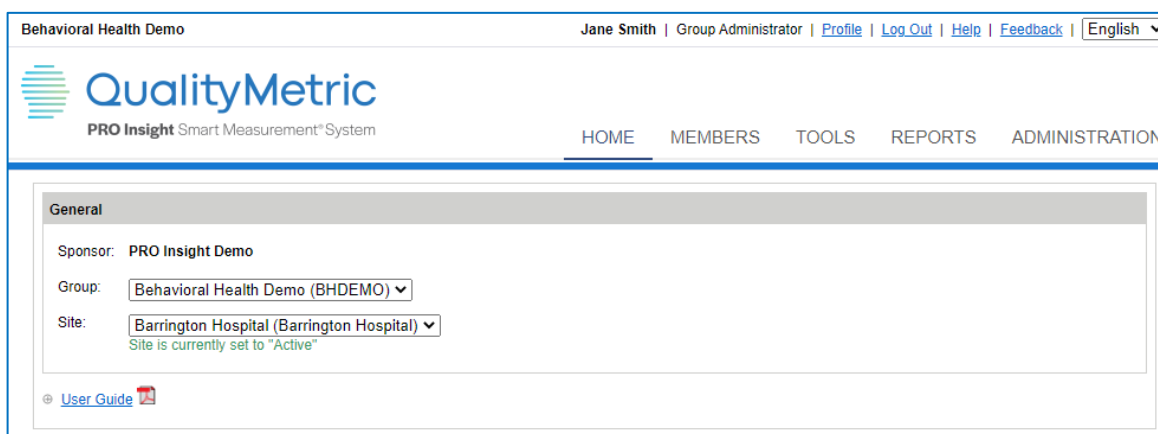 Behavioral Health Demo
Jane Smith | Group Administrator | Profile | Log Out | Help | Feedback | English
QualityMetric
PRO Insight Smart Measurement® System
HOME MEMBERS TOOLS REPORTS ADMINISTRATION
General
Sponsor: PRO Insight Demo
Group: Behavioral Health Demo (BHDEMO)
Site: Barrington Hospital (Barrington Hospital)
Site is currently set to "Active"
User Guide